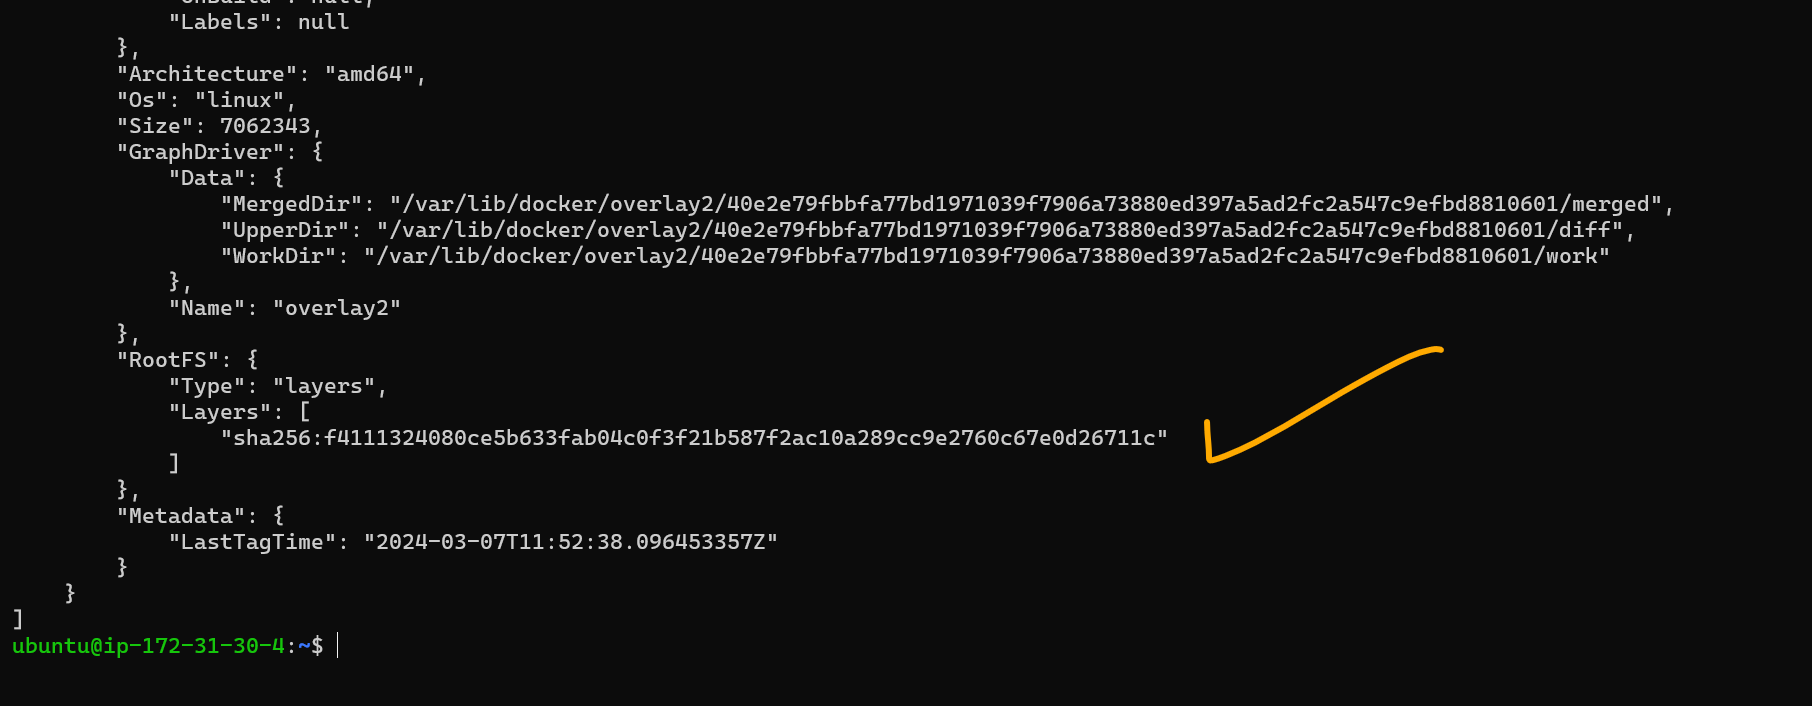 "OnBuild": null,
"Labels": null
},
"Architecture": "amd64",
"Os": "linux",
"Size": 7062343,
"GraphDriver": {
"Data": {
"MergedDir": "/var/lib/docker/overlay2/40e2e79fbbfa77bd1971039f7906a73880ed397a5ad2fc2a547c9efbd8810601/merged",
"UpperDir": "/var/lib/docker/overlay2/40e2e79fbbfa77bd1971039f7906a73880ed397a5ad2fc2a547c9efbd8810601/diff",
"WorkDir": "/var/lib/docker/overlay2/40e2e79fbbfa77bd1971039f7906a73880ed397a5ad2fc2a547c9efbd8810601/work"
},
"Name": "overlay2"
},
"RootFS": {
"Type": "layers",
"Layers": [
"sha256:f4111324080ce5b633fab04c0f3f21b587f2ac10a289cc9e2760c67e0d26711c"
]
},
"Metadata": {
"LastTagTime": "2024-03-07T11:52:38.096453357Z"
}
}
]
ubuntu@ip-172-31-30-4:~$